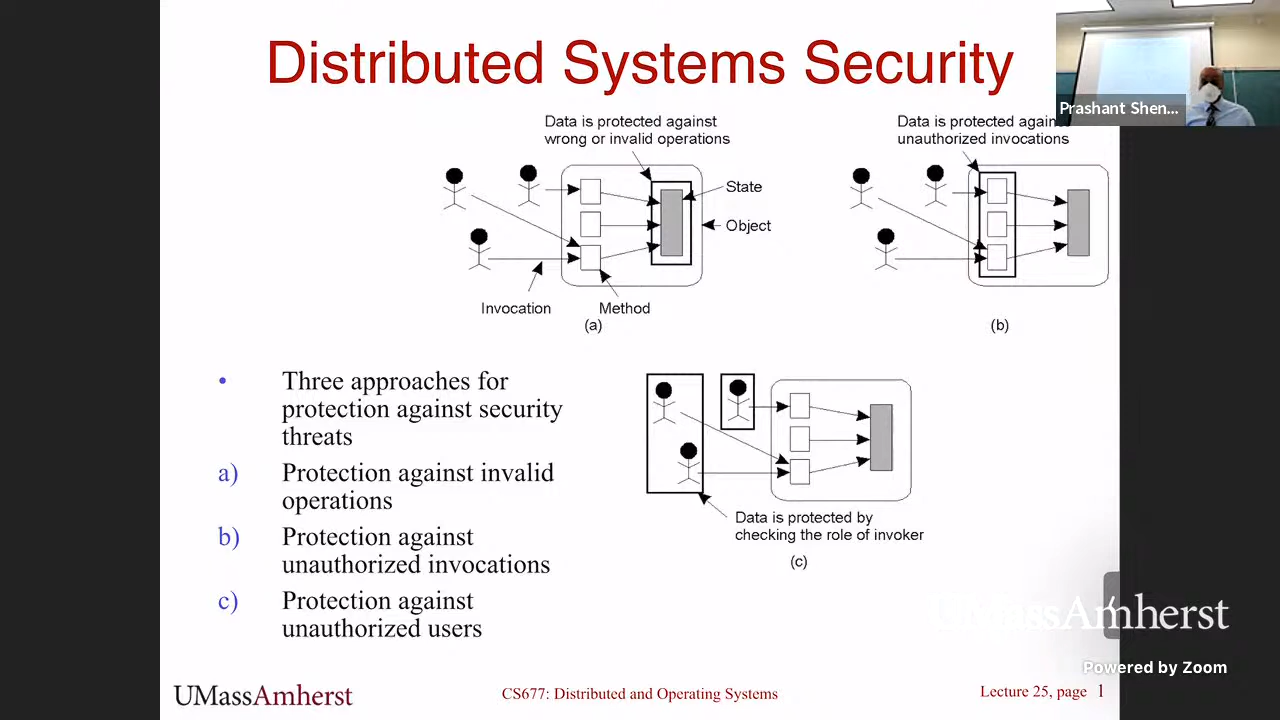 Distributed Systems Security
Prashant Shen...
Data is protected against
wrong or invalid operations
State
Object
Invocation
Method
(a)
Data is protected again
unauthorized invocations
(b)
• Three approaches for
protection against security
threats
a) Protection against invalid
operations
b) Protection against
unauthorized invocations
c) Protection against
unauthorized users
Data is protected by
checking the role of invoker
(c)
UMassAmherst
Powered by Zoom
UMassAmherst
CS677: Distributed and Operating Systems
Lecture 25, page 1